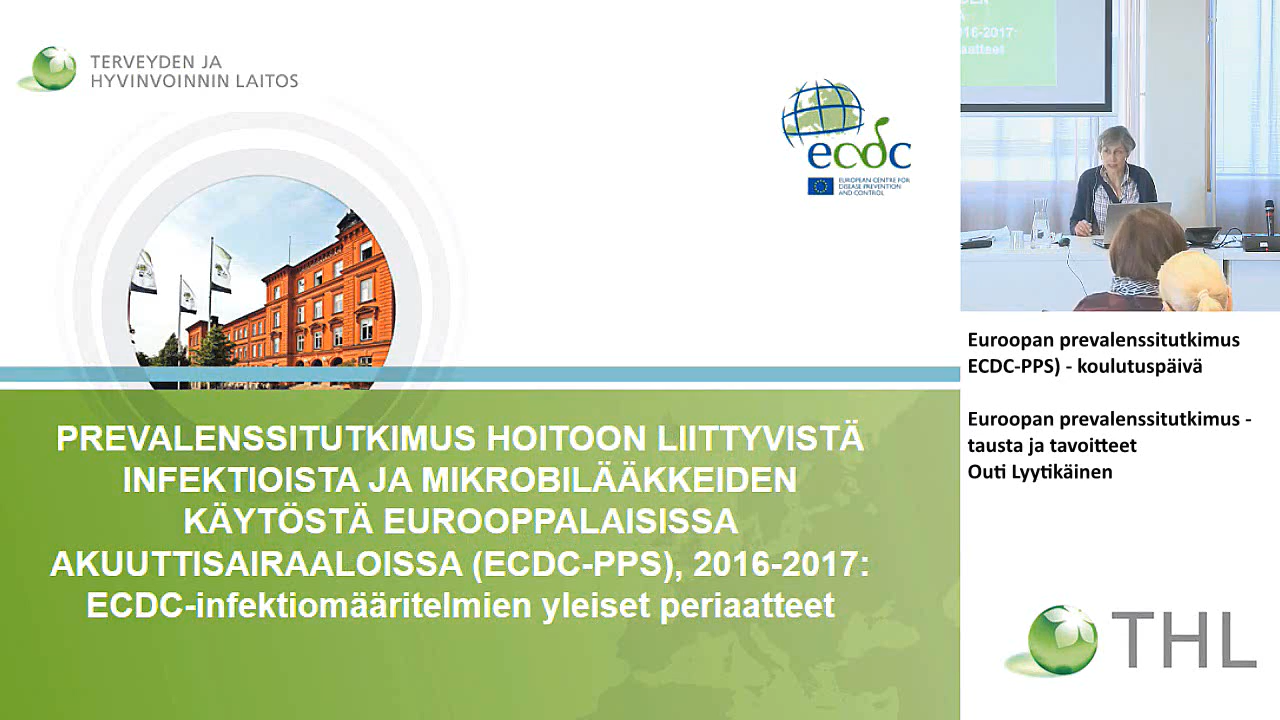 TERVEYDEN JA
HYVINVOINNIN LAITOS
ecdc
EUROPEAN CENTRE FOR
DISEASE PREVENTION
AND CONTROL
PREVALENSSITUTKIMUS HOITOON LIITTYVISTÄ
INFEKTIOISTA JA MIKROBILÄÄKKEIDEN
KÄYTÖSTÄ EUROOPPALAISISSA
AKUUTTISAIRAALOISSA (ECDC-PPS), 2016-2017:
ECDC-infektiomääritelmien yleiset periaatteet
Euroopan prevalenssitutkimus
ECDC-PPS) - koulutuspäivä
Euroopan prevalenssitutkimus -
tausta ja tavoitteet
Outi Lyytikäinen
THL